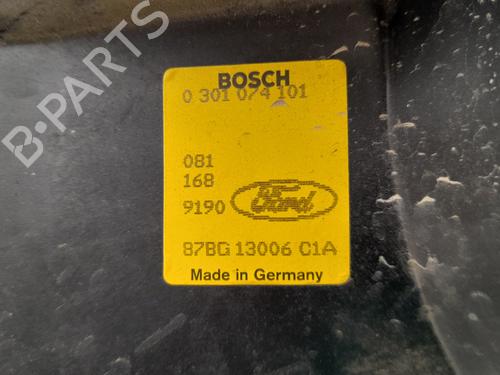 BOSCH
0 301 074 101
081
168
9190
Ford
87BG 13006 C1A
Made in Germany
B-PARTS